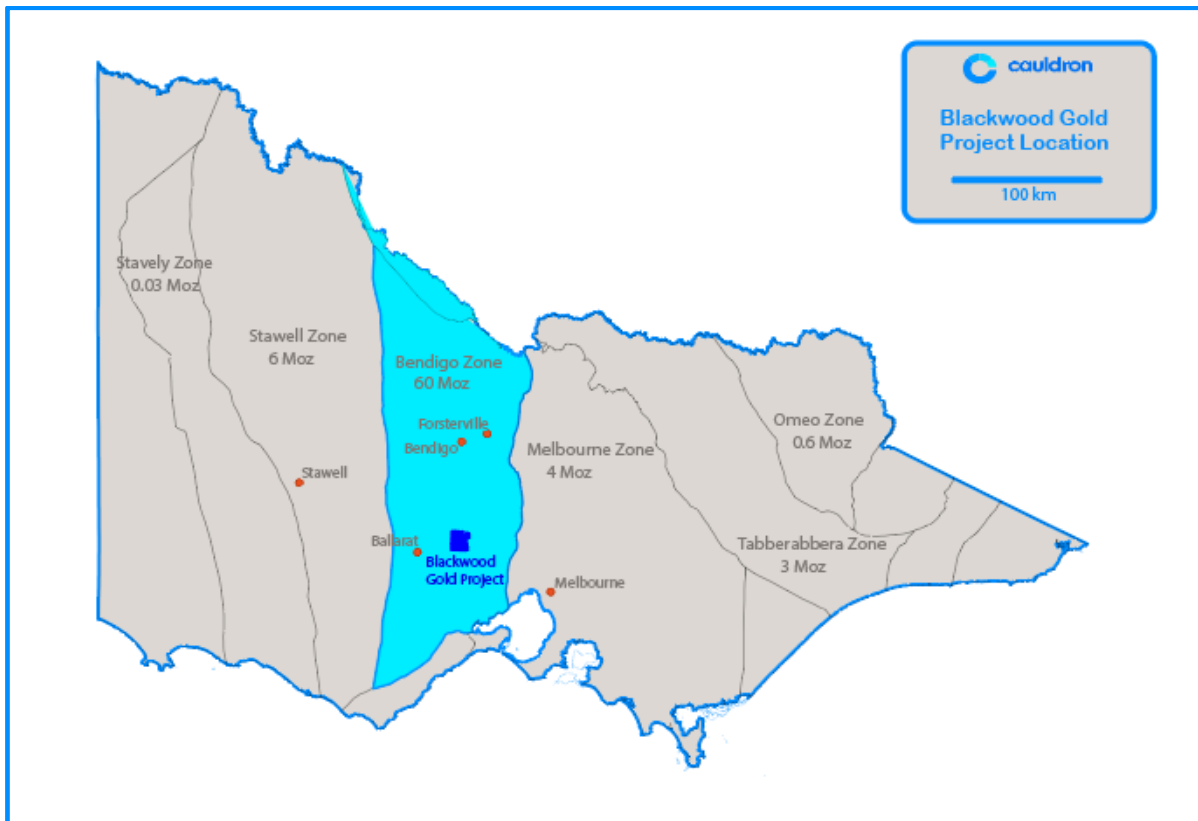 cauldron
Blackwood Gold
Project Location
100 km
Stavely Zone
0.03 Moz
Stawell Zone
6 Moz
Bendigo Zone
60 Moz
Forsterville
Bendigo
Stawell
Ballarat
Blackwood
Gold Project
Melbourne Zone
4 Moz
Melbourne
Omeo Zone
0.6 Moz
Tabberabbera Zone
3 Moz